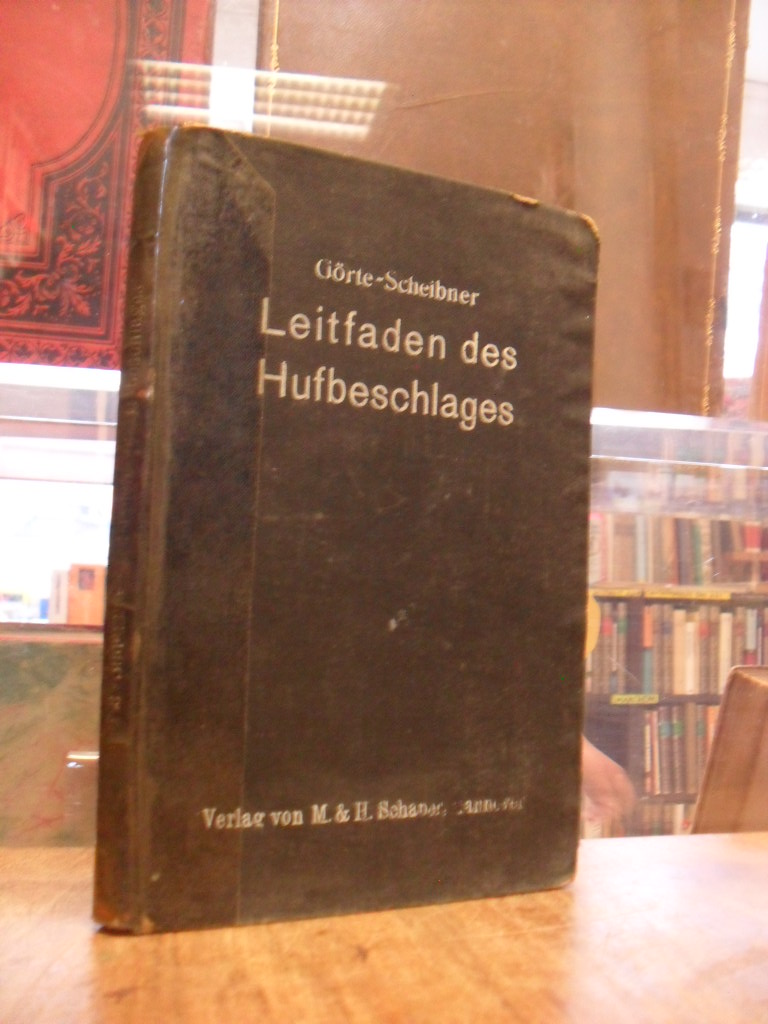 Görte-Scheibner
Leitfaden des
Hufbeschlages
Verlag von M. & H. Schaper, Hannover